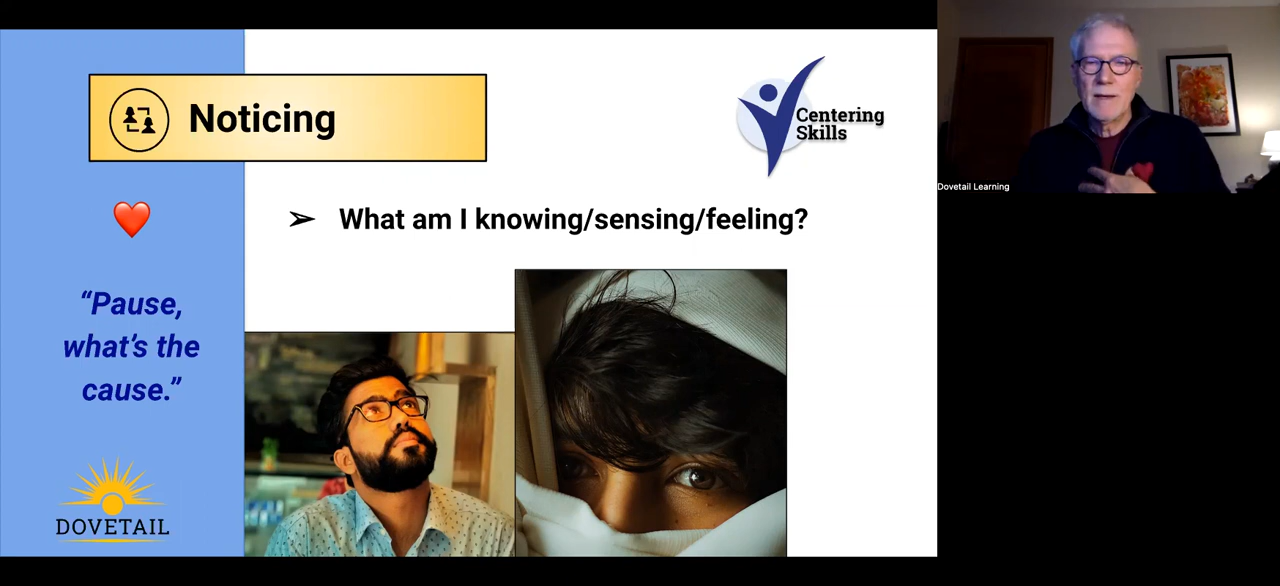 Noticing
Centering
Skills
➢ What am I knowing/sensing/feeling?
“Pause,
what’s the
cause.”
DOVETAIL
Dovetail Learning